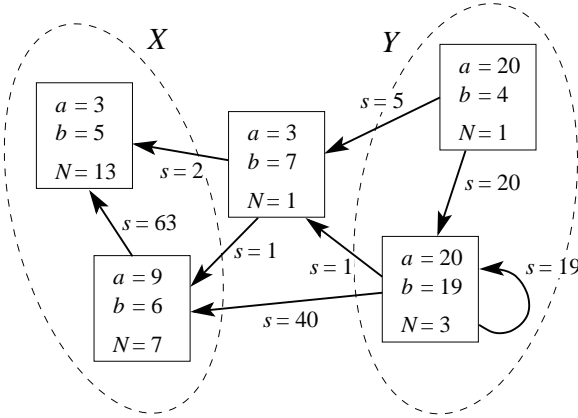 X
Y
a = 20
b = 4
N = 1
a = 3
b = 5
N = 13
s = 5
a = 3
b = 7
N = 1
s = 2
s = 20
s = 63
s = 1
s = 1
a = 20
b = 19
N = 3
s = 19
a = 9
b = 6
N = 7
s = 40